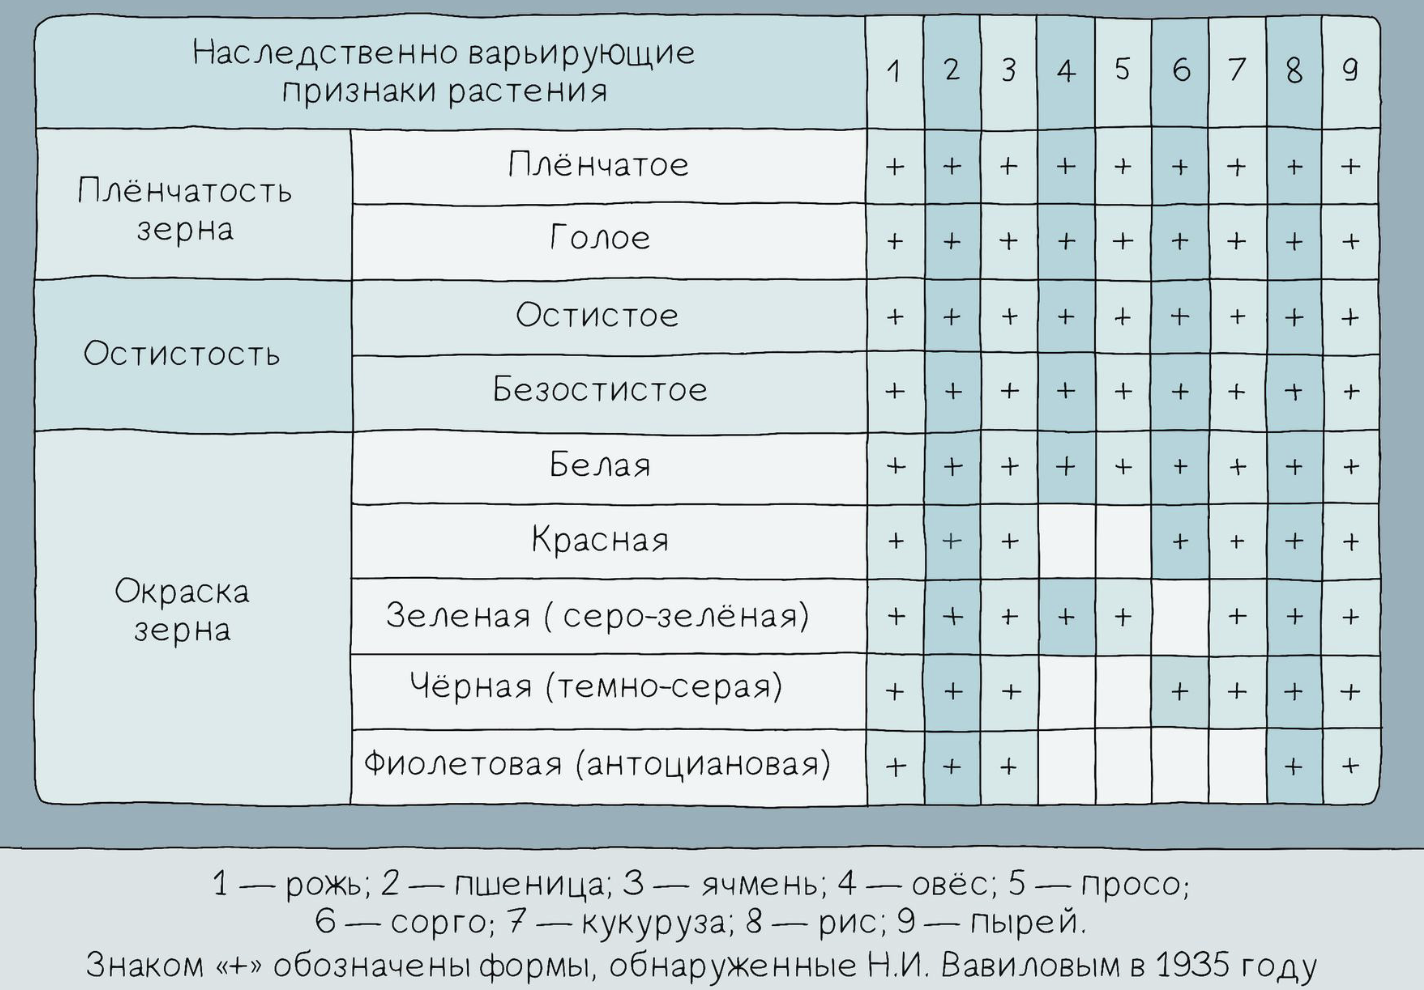 Наследственно варьирующие
признаки растения
1 2 3 4 5 6 7 8 9
Плёнчатость
зерна
Плёнчатое + + + + + + + + +
Голое + + + + + + + + +
Остистость
Остистое + + + + + + + + +
Безостистое + + + + + + + + +
Окраска
зерна
Белая + + + + + + + + +
Красная + + + + + + +
Зеленая ( серо-зелёная) + + + + + + + +
Чёрная (темно-серая) + + + + + + +
Фиолетовая (антоциановая) + + + + +
1 — рожь; 2 — пшеница; 3 — ячмень; 4 — овёс; 5 — просо;
6 — сорго; 7 — кукуруза; 8 — рис; 9 — пырей.
Знаком «+» обозначены формы, обнаруженные Н.И. Вавиловым в 1935 году